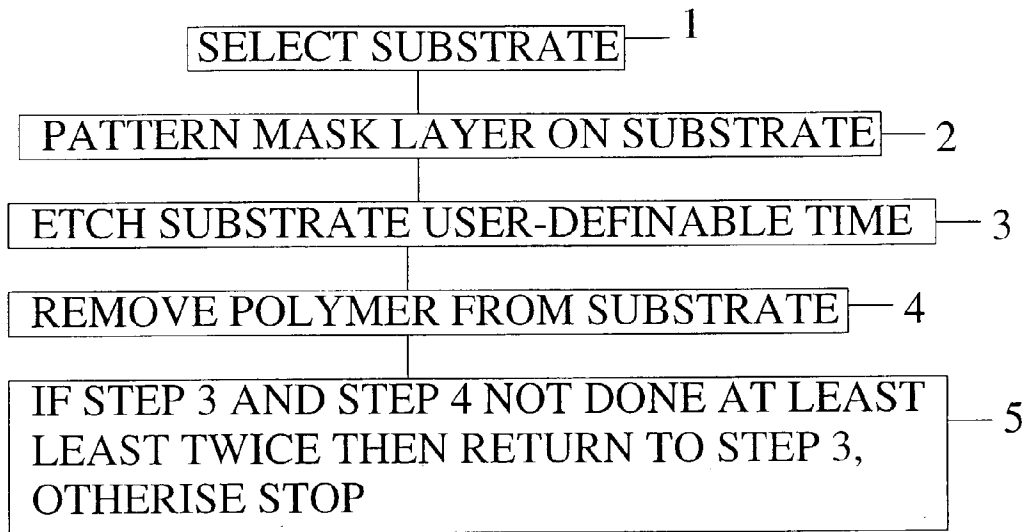 SELECT SUBSTRATE 1
PATTERN MASK LAYER ON SUBSTRATE 2
ETCH SUBSTRATE USER-DEFINABLE TIME 3
REMOVE POLYMER FROM SUBSTRATE 4
IF STEP 3 AND STEP 4 NOT DONE AT LEAST 5
LEAST TWICE THEN RETURN TO STEP 3,
OTHERISE STOP